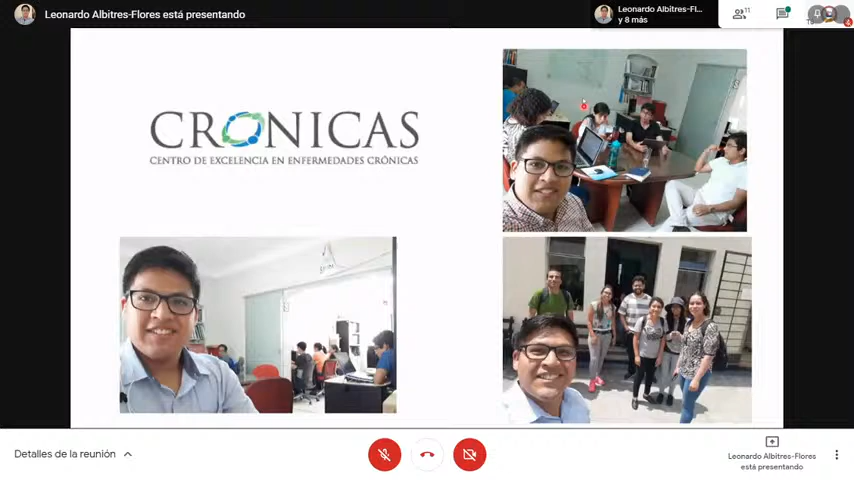 Leonardo Albitres-Flores está presentando
Leonardo Albitres-Fl...
y 8 más
11
CRONICAS
CENTRO DE EXCELENCIA EN ENFERMEDADES CRÓNICAS
Detalles de la reunión
Leonardo Albitres-Flores
está presentando